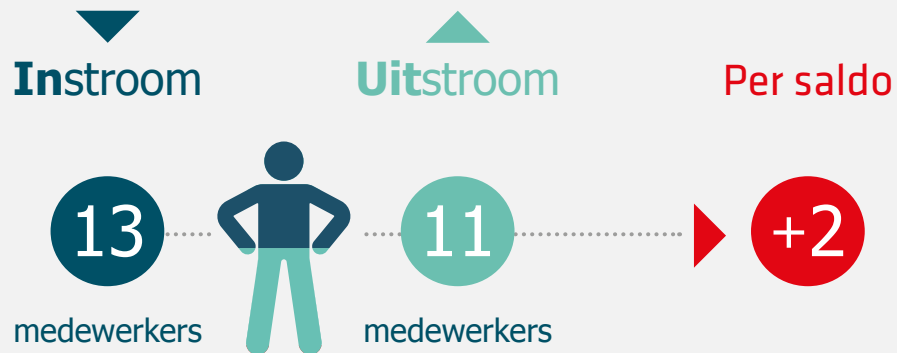 Instroom
Uitstroom
Per saldo
13
11
+2
medewerkers
medewerkers